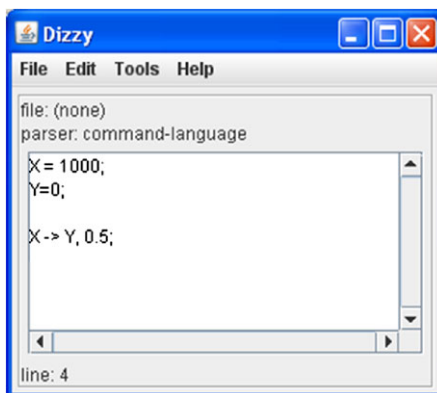 Dizzy
File Edit Tools Help
file: (none)
parser: command-language
X = 1000;
Y=0;
X -> Y, 0.5;
line: 4